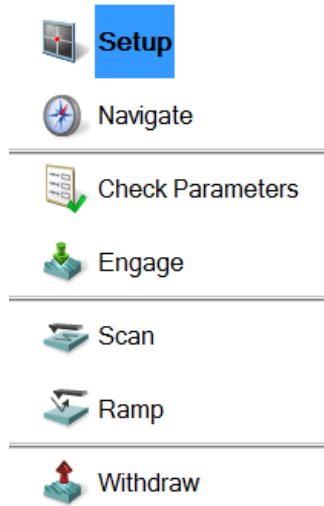 Setup
Navigate
Check Parameters
Engage
Scan
Ramp
Withdraw